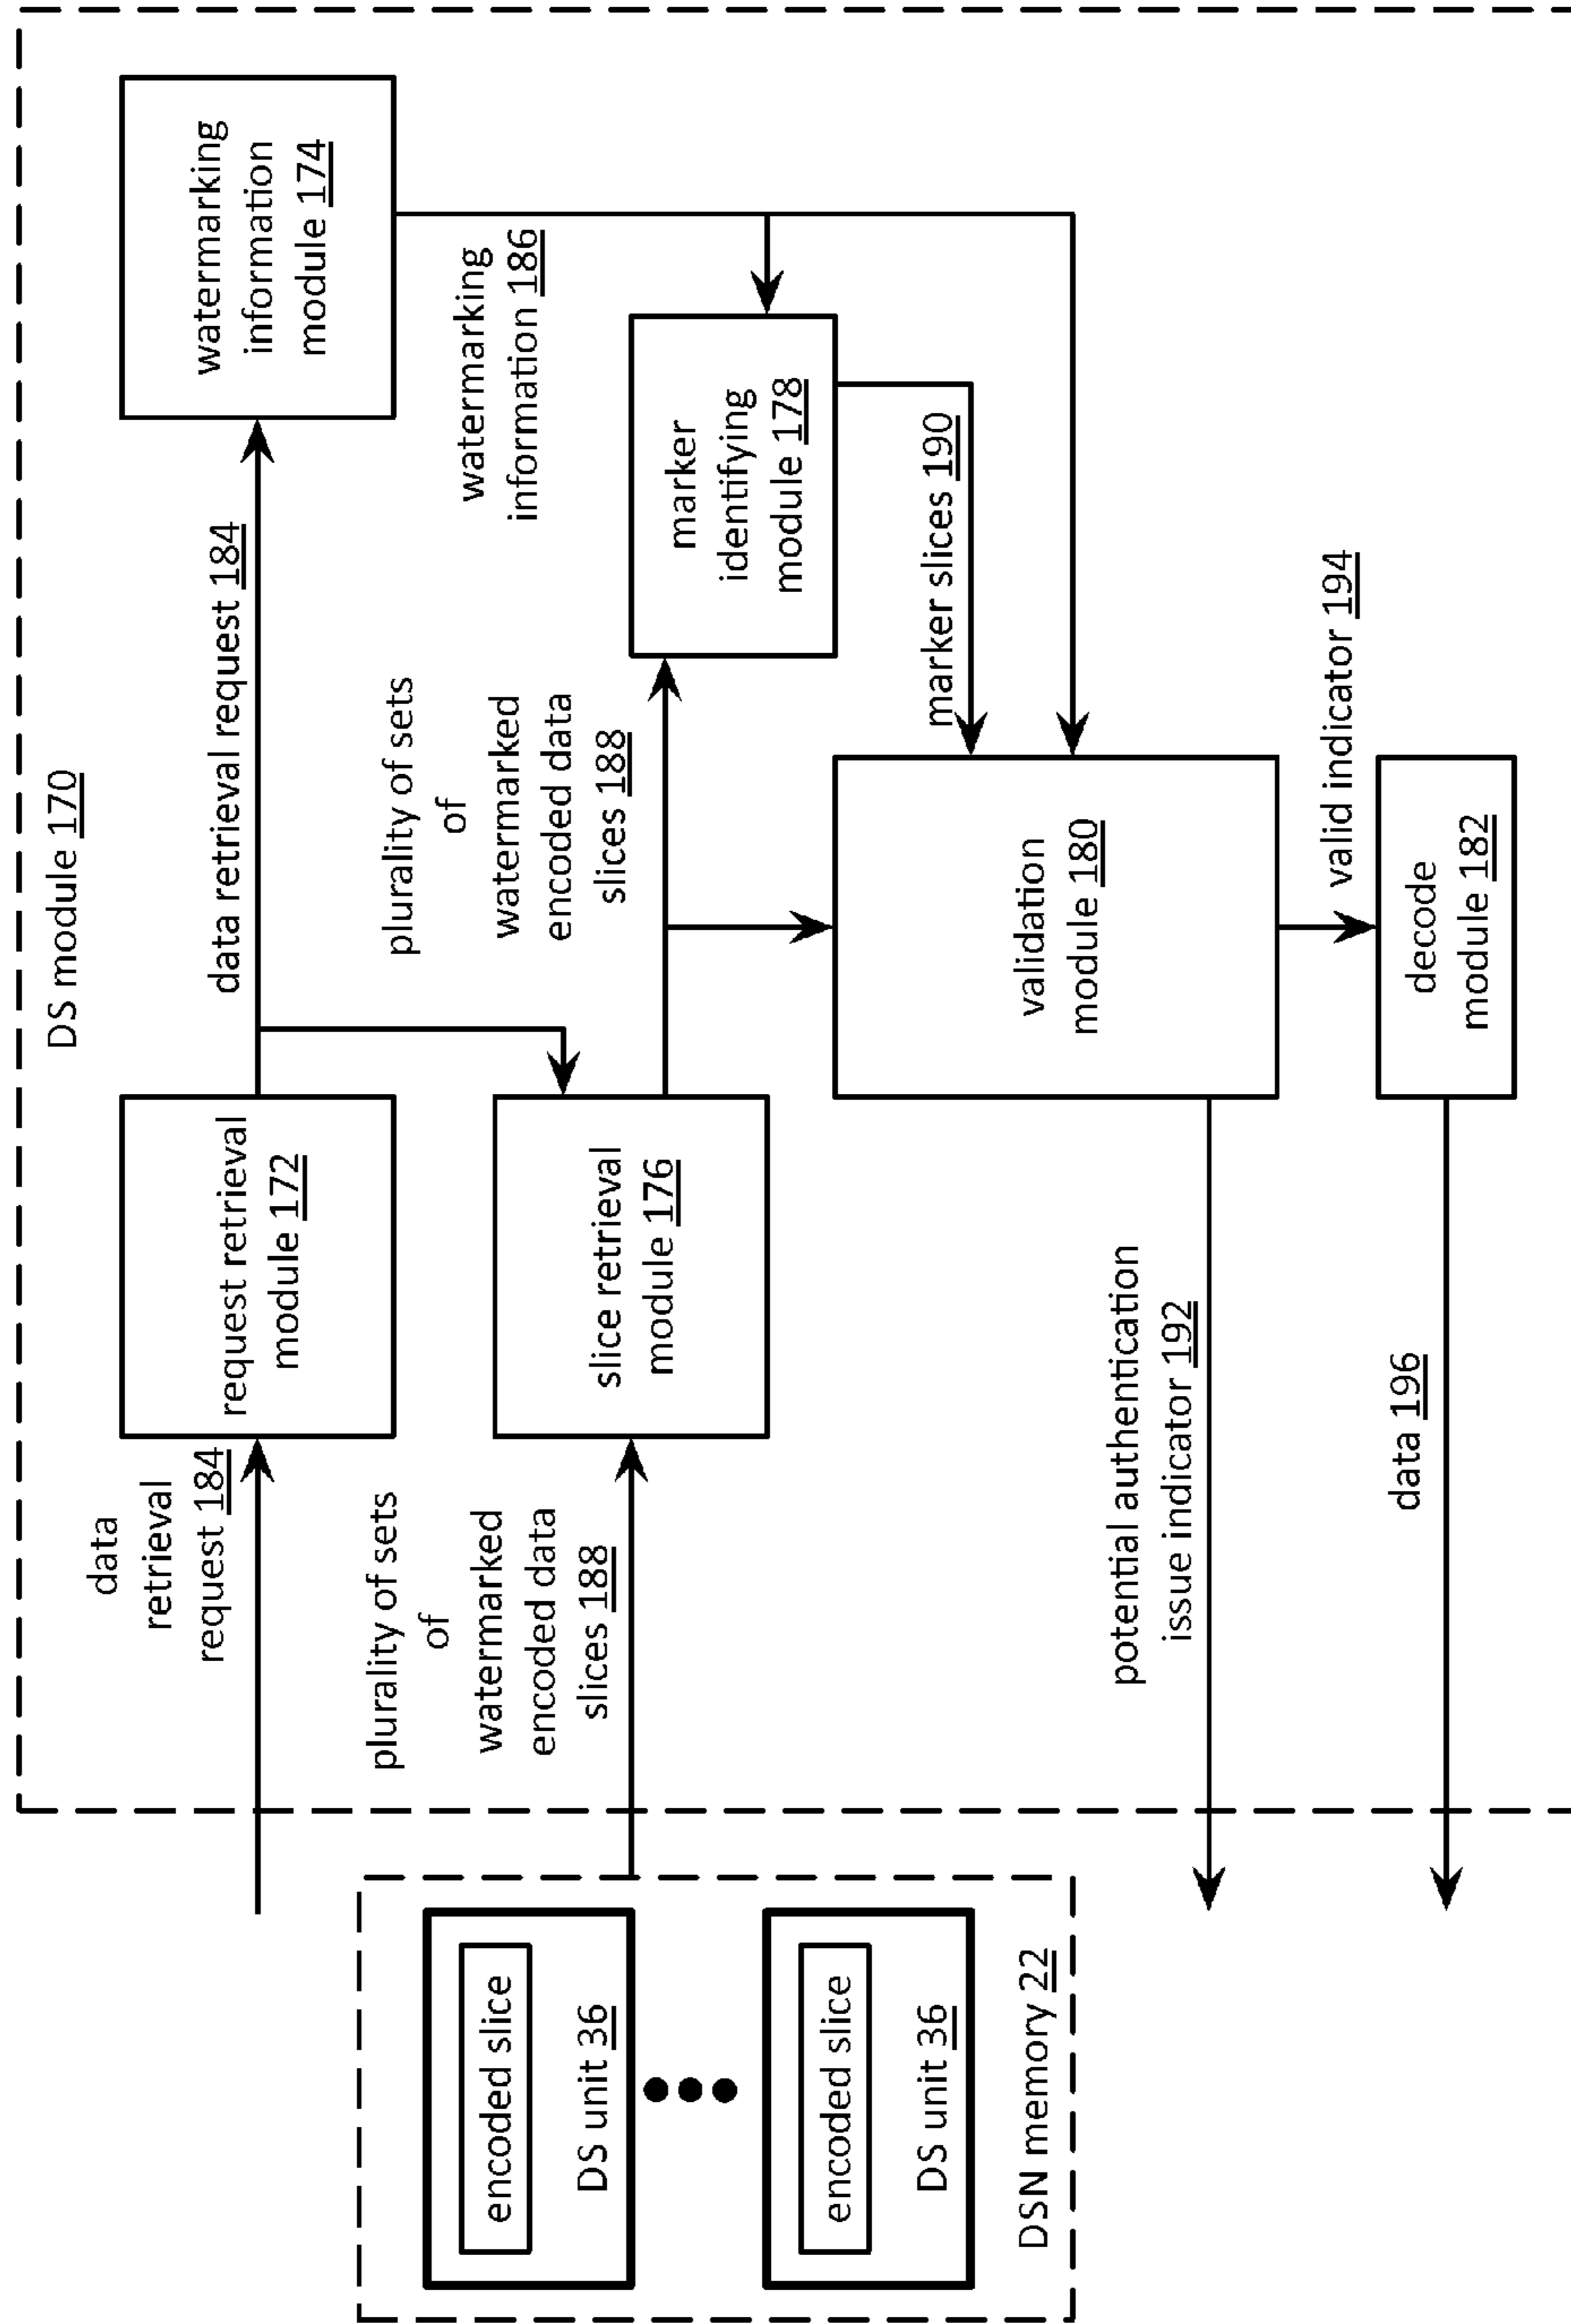 DS module 170
data
retrieval
request 184
request retrieval
module 172
data retrieval request 184
watermarking
information
module 174
plurality of sets
of
watermarked
encoded data
slices 188
slice retrieval
module 176
plurality of sets
of
watermarked
encoded data
slices 188
watermarking
information 186
marker
identifying
module 178
marker slices 190
encoded slice
DS unit 36
encoded slice
DS unit 36
DSN memory 22
validation
module 180
potential authentication
issue indicator 192
valid indicator 194
decode
module 182
data 196